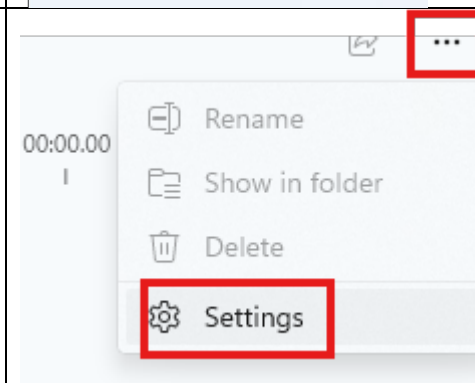 ...
Rename
00:00.00
Show in folder
Delete
Settings